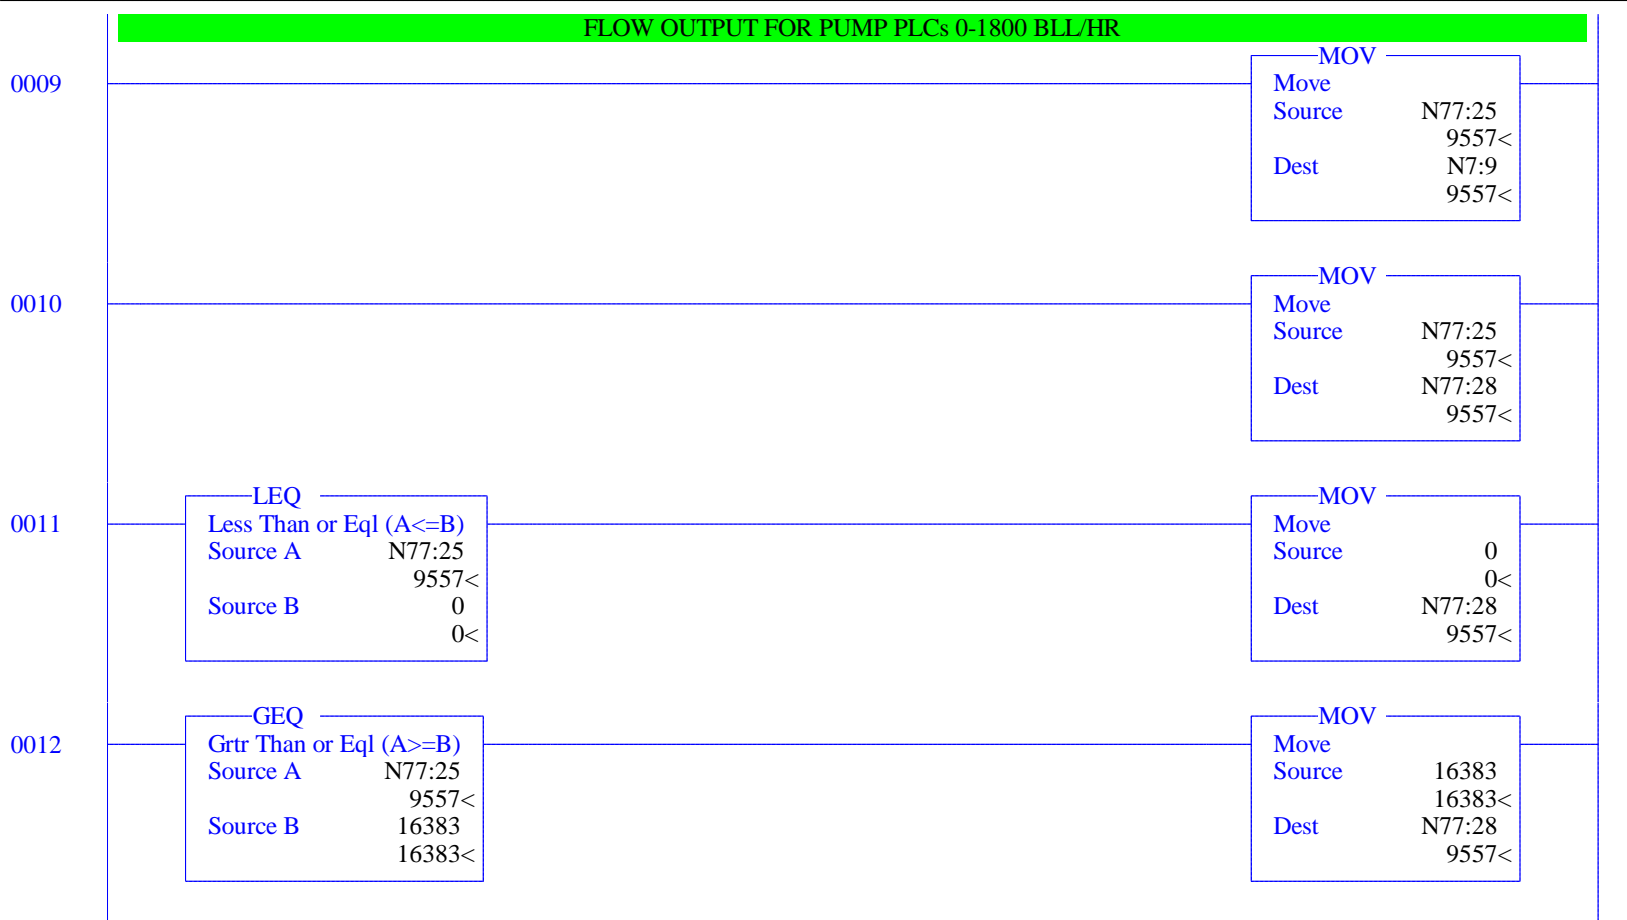 FLOW OUTPUT FOR PUMP PLCs 0-1800 BLL/HR
0009
MOV
Move
Source N77:25
9557<
Dest N7:9
9557<
0010
MOV
Move
Source N77:25
9557<
Dest N77:28
9557<
0011
LEQ
Less Than or Eql (A<=B)
Source A N77:25
9557<
Source B 0
0<
MOV
Move
Source 0
0<
Dest N77:28
9557<
0012
GEQ
Grtr Than or Eql (A>=B)
Source A N77:25
9557<
Source B 16383
16383<
MOV
Move
Source 16383
16383<
Dest N77:28
9557<